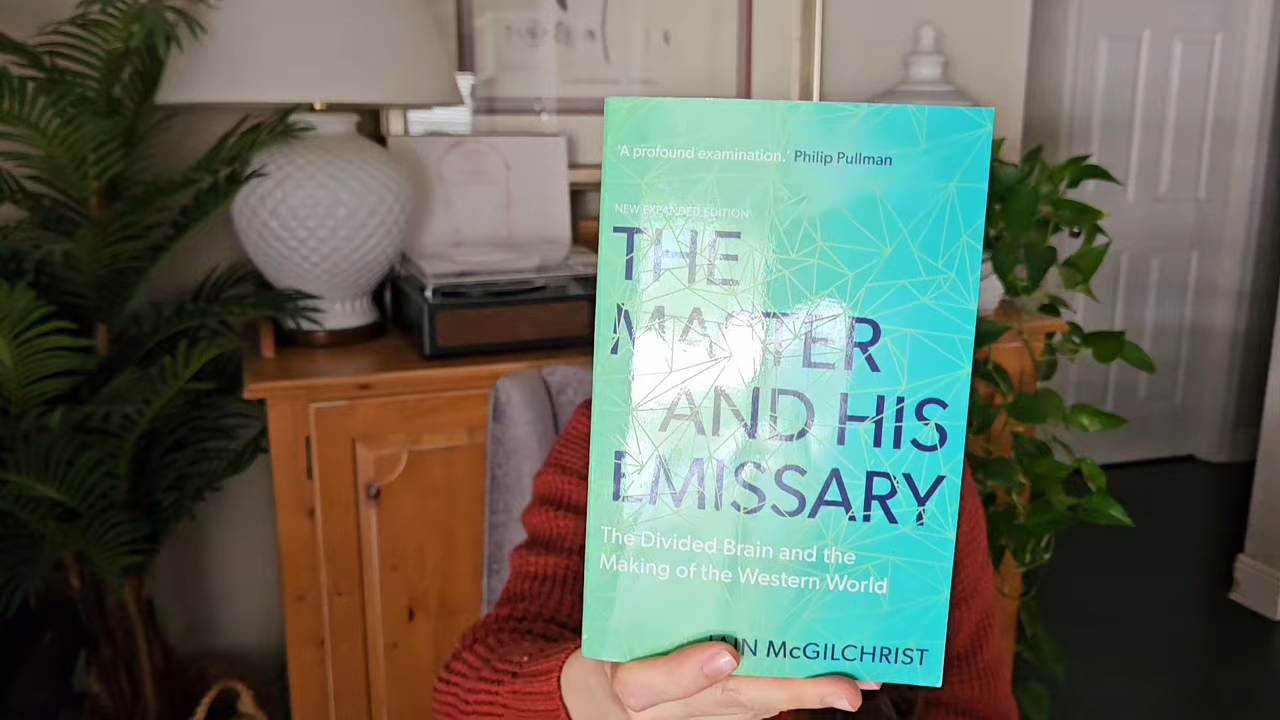 ‘A profound examination.’ Philip Pullman
NEW EXPANDED EDITION
THE
MASTER
AND HIS
EMISSARY
The Divided Brain and the
Making of the Western World
IAIN McGILCHRIST